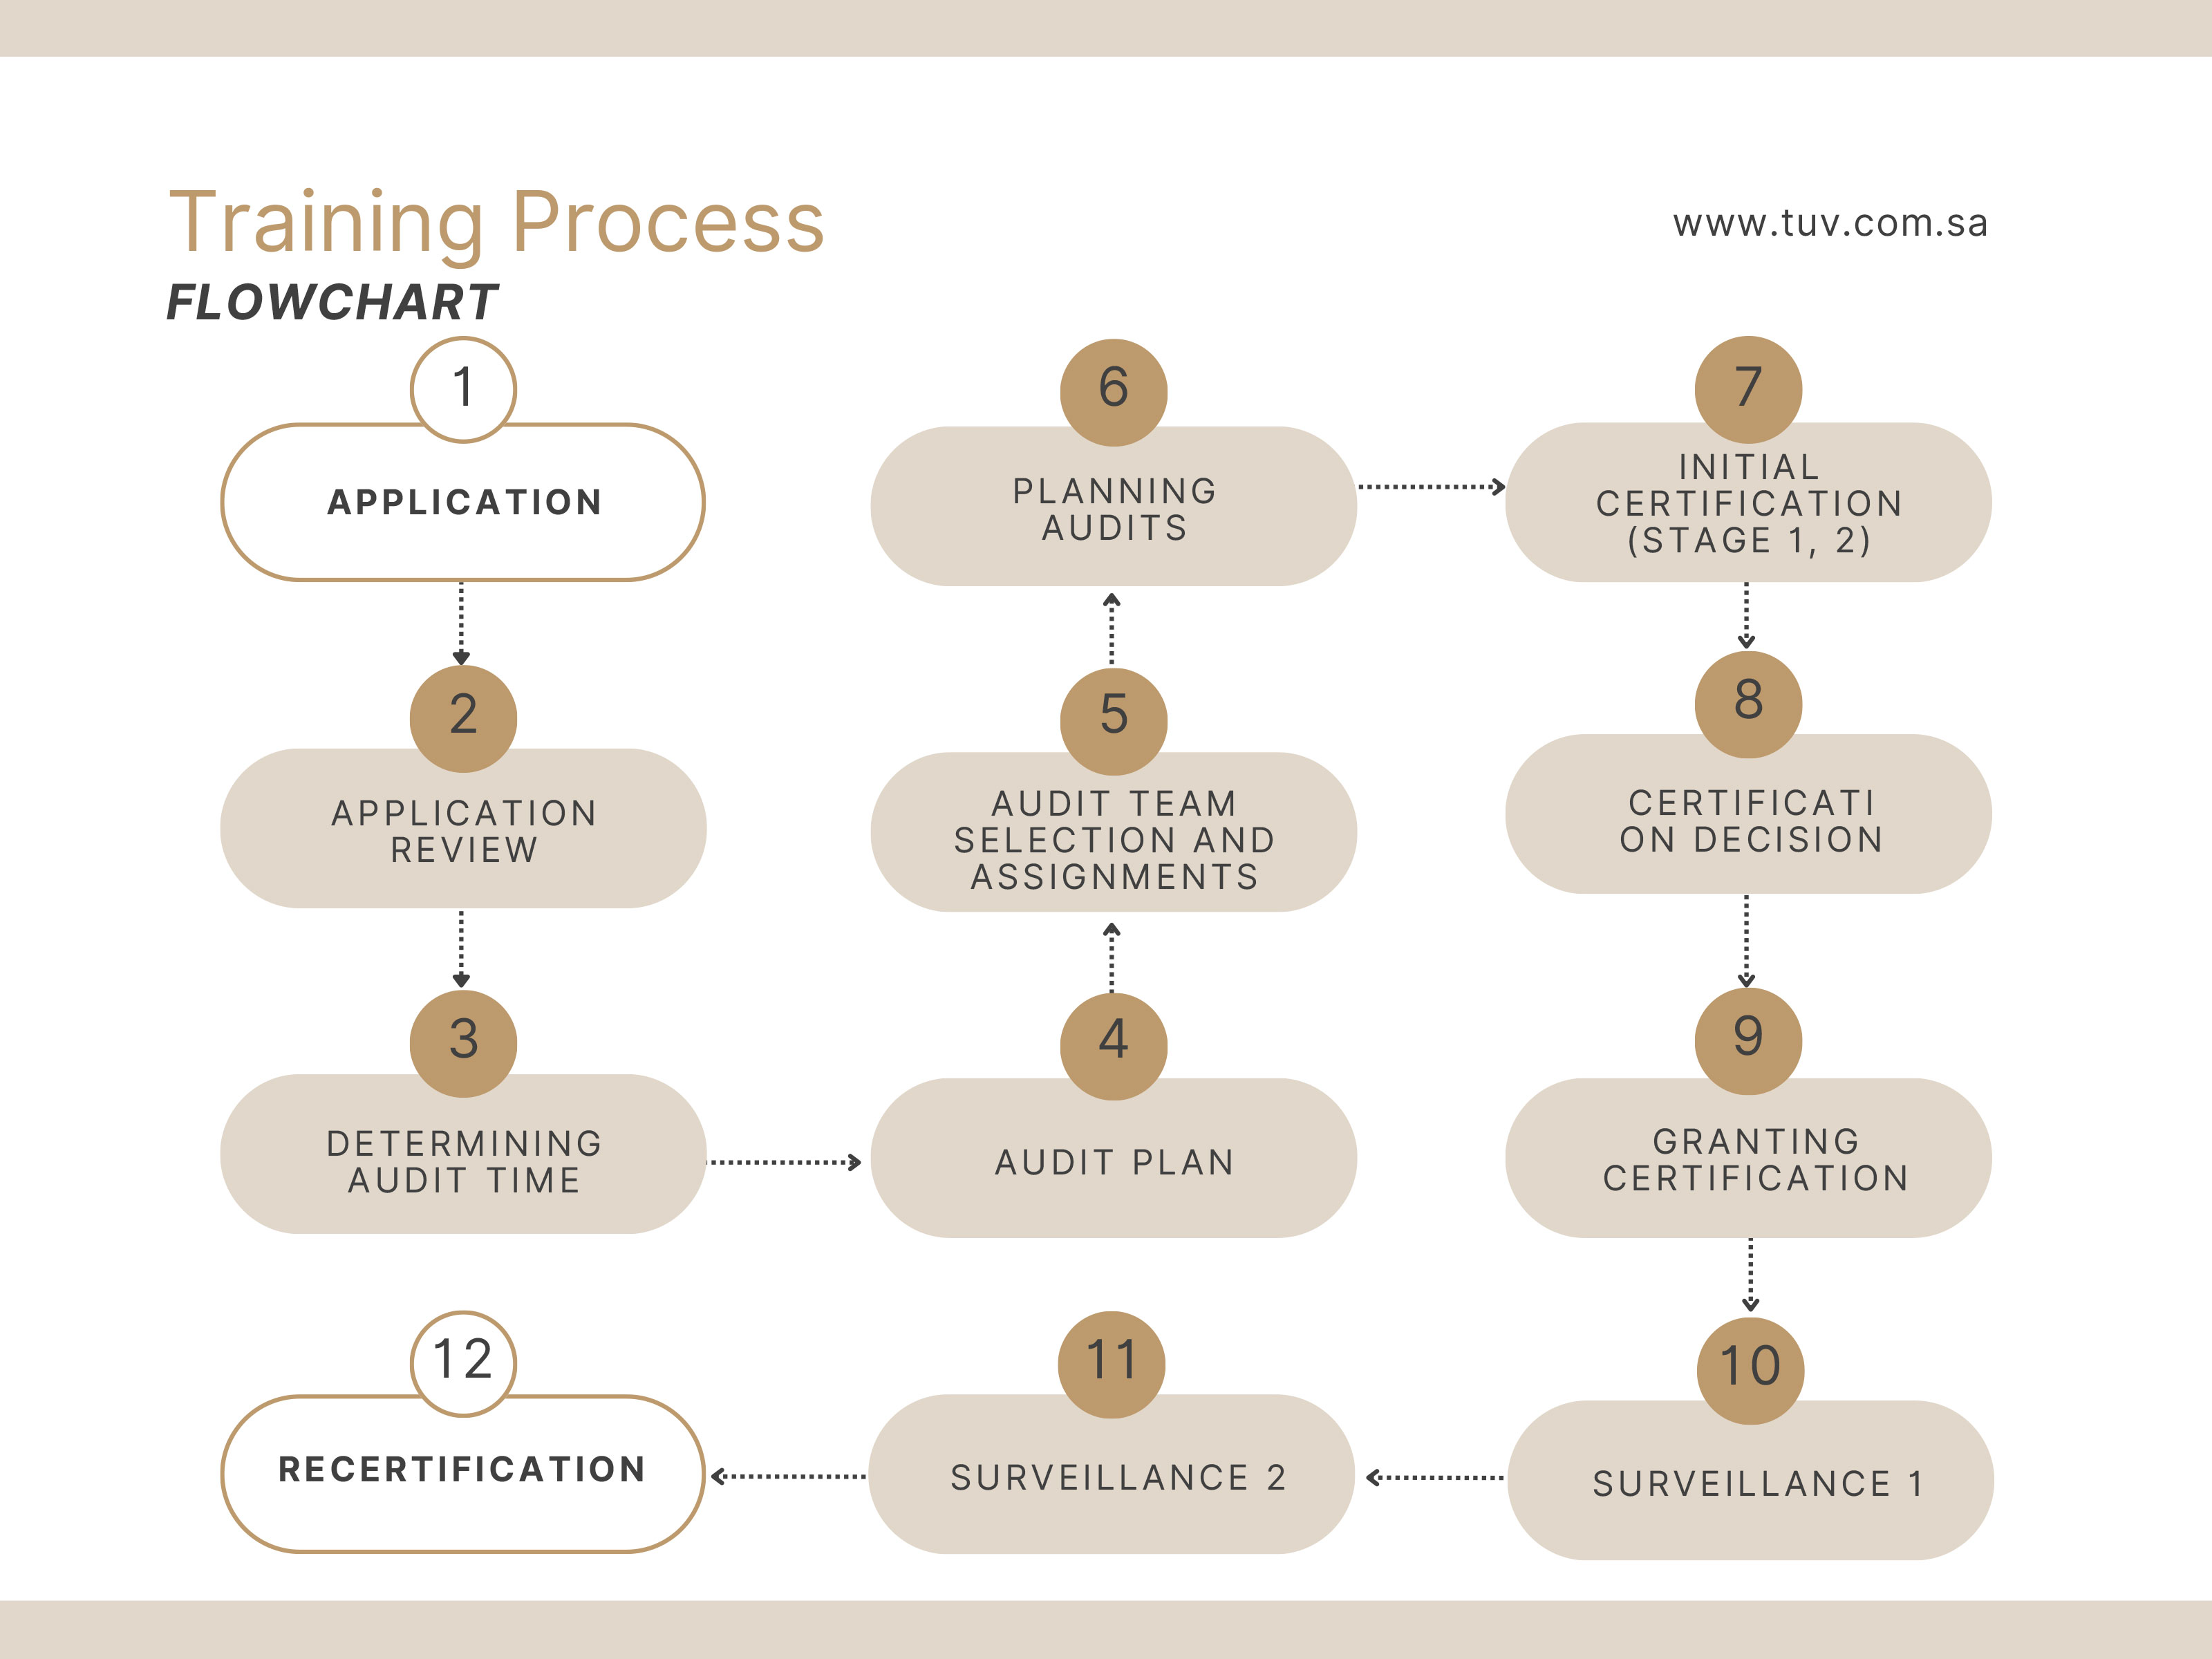 Training Process
FLOWCHART
www.tuv.com.sa
1
APPLICATION
2
APPLICATION
REVIEW
3
DETERMINING
AUDIT TIME
4
AUDIT PLAN
5
AUDIT TEAM
SELECTION AND
ASSIGNMENTS
6
PLANNING
AUDITS
7
INITIAL
CERTIFICATION
(STAGE 1, 2)
8
CERTIFICATI
ON DECISION
9
GRANTING
CERTIFICATION
10
SURVEILLANCE 1
11
SURVEILLANCE 2
12
RECERTIFICATION